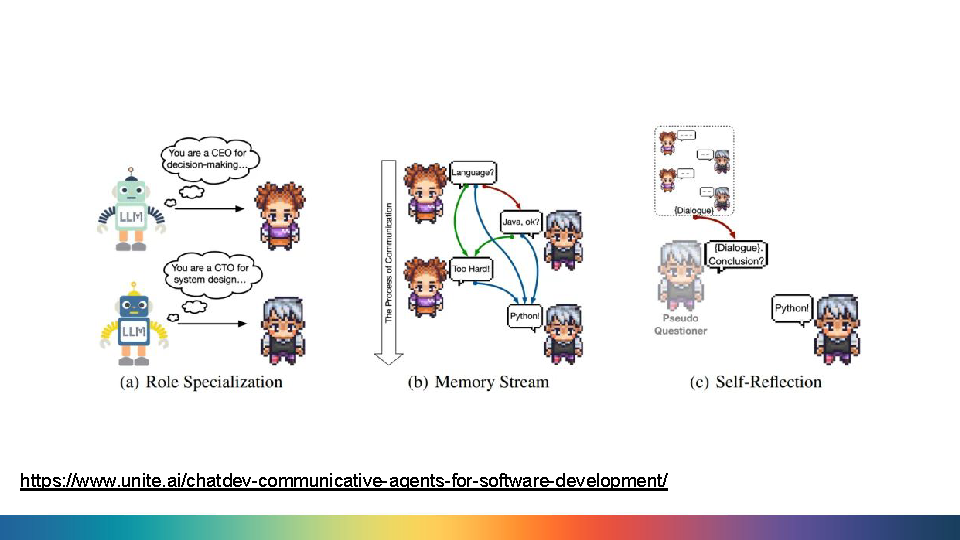 You are a CEO for
decision-making…
LLM
You are a CTO for
system design…
LLM
(a) Role Specialization
The Process of Communication
Language?
Java, ok?
Too Hard!
Python!
(b) Memory Stream
{Dialogue}
{Dialogue}.
Conclusion?
Pseudo
Questioner
Python!
(c) Self-Reflection
https://www.unite.ai/chatdev-communicative-agents-for-software-development/